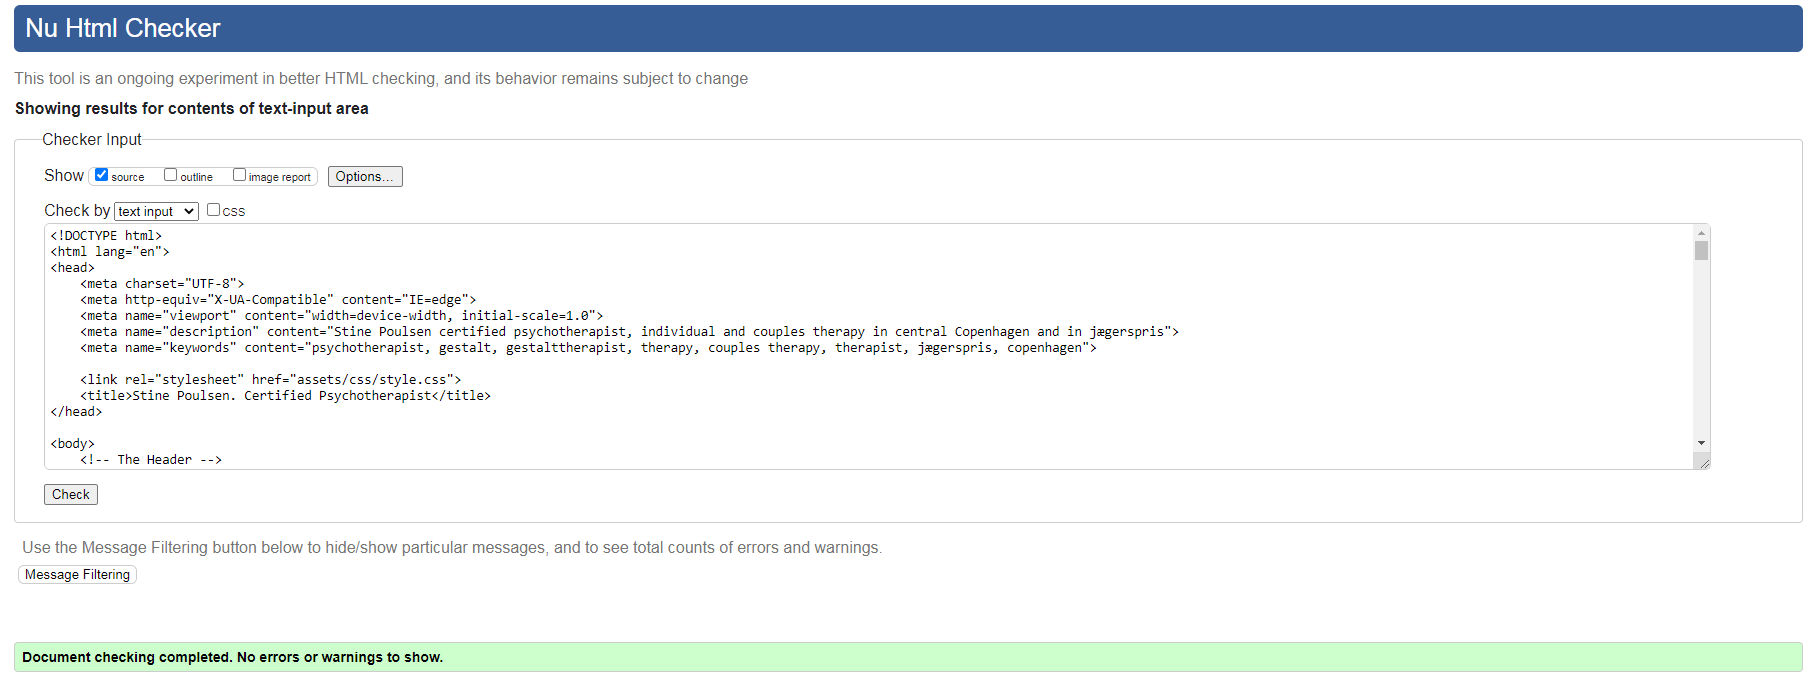 Nu Html Checker
This tool is an ongoing experiment in better HTML checking, and its behavior remains subject to change
Showing results for contents of text-input area
Checker Input
Show source outline image report Options...
Check by text input css
<!DOCTYPE html>
<html lang="en">
<head>
    <meta charset="UTF-8">
    <meta http-equiv="X-UA-Compatible" content="IE=edge">
    <meta name="viewport" content="width=device-width, initial-scale=1.0">
    <meta name="description" content="Stine Poulsen certified psychotherapist, individual and couples therapy in central Copenhagen and in jægerspris">
    <meta name="keywords" content="psychotherapist, gestalt, gestalttherapist, therapy, couples therapy, therapist, jægerspris, copenhagen">
    <link rel="stylesheet" href="assets/css/style.css">
    <title>Stine Poulsen. Certified Psychotherapist</title>
</head>
<body>
    <!-- The Header -->
Check
Use the Message Filtering button below to hide/show particular messages, and to see total counts of errors and warnings.
Message Filtering
Document checking completed. No errors or warnings to show.